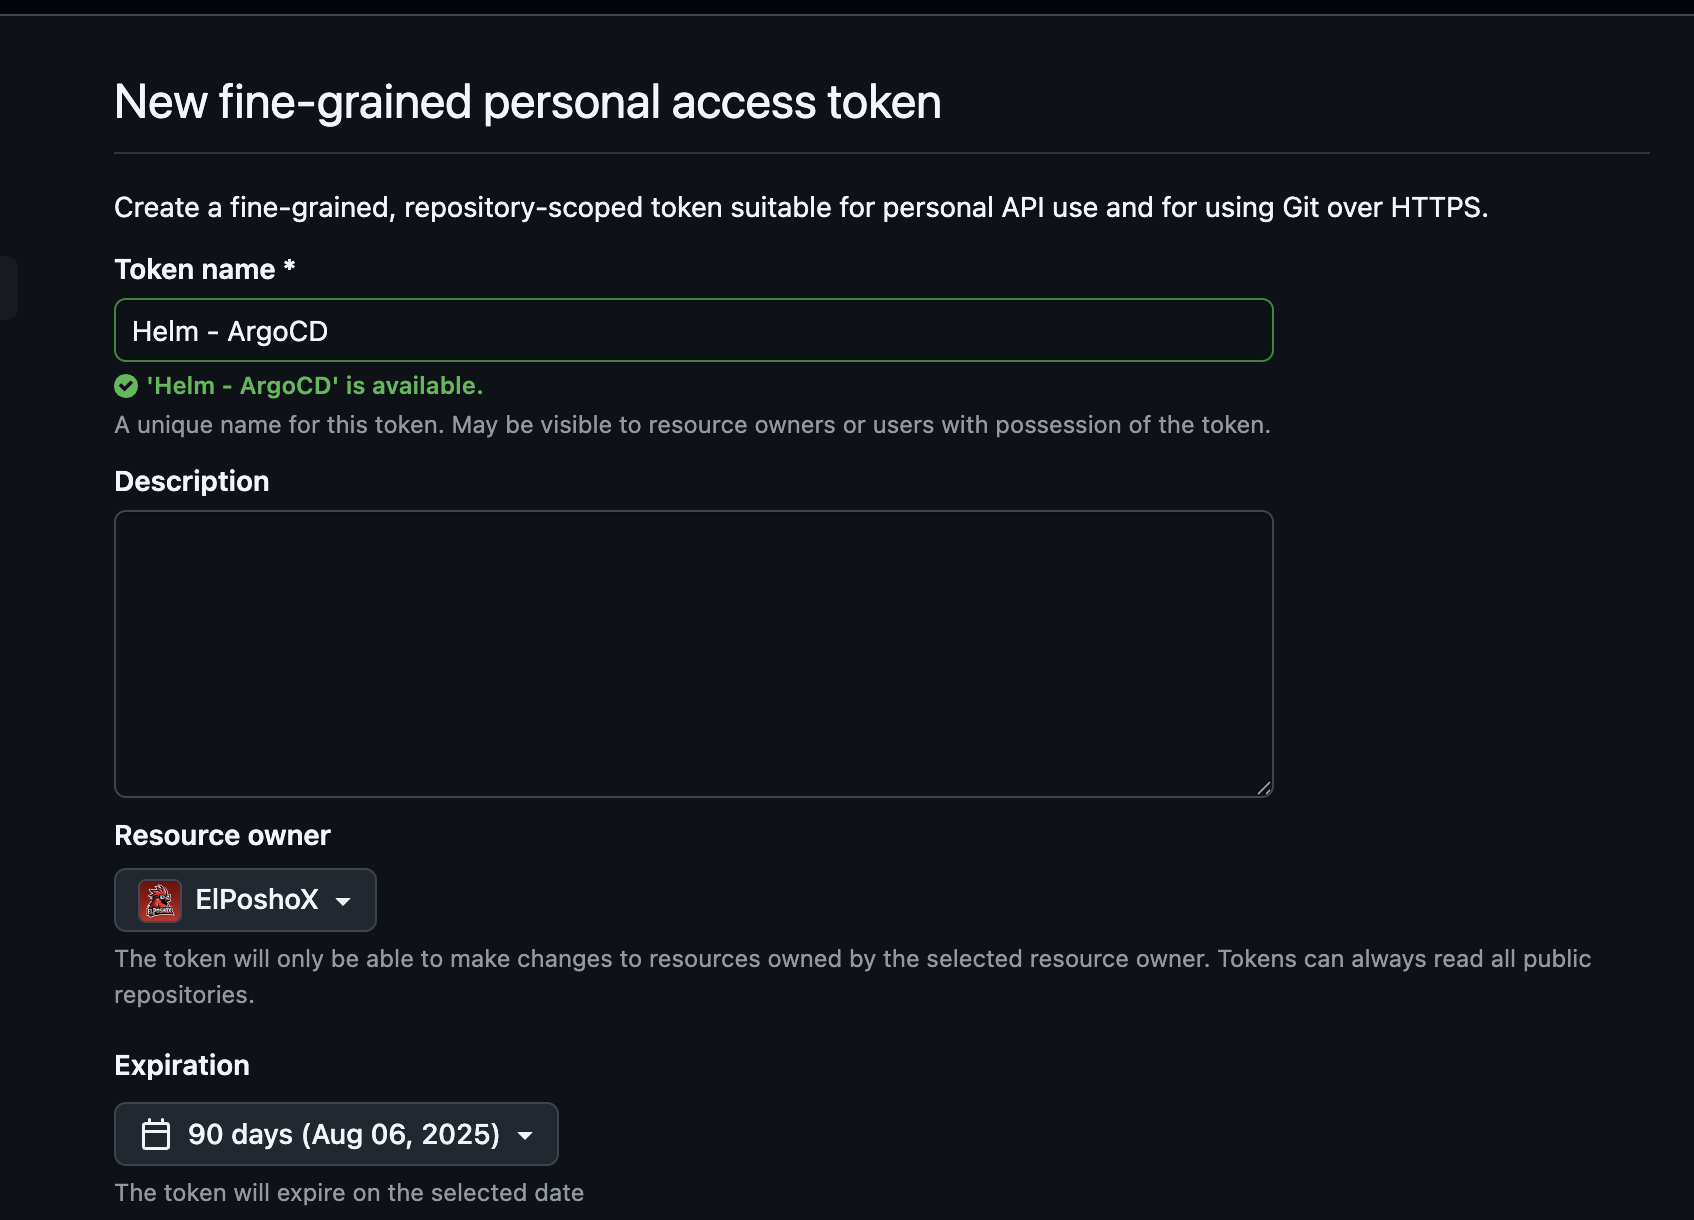 New fine-grained personal access token
Create a fine-grained, repository-scoped token suitable for personal API use and for using Git over HTTPS.
Token name *
Helm - ArgoCD
'Helm - ArgoCD' is available.
A unique name for this token. May be visible to resource owners or users with possession of the token.
Description
Resource owner
ElPoshoX
The token will only be able to make changes to resources owned by the selected resource owner. Tokens can always read all public
repositories.
Expiration
90 days (Aug 06, 2025)
The token will expire on the selected date